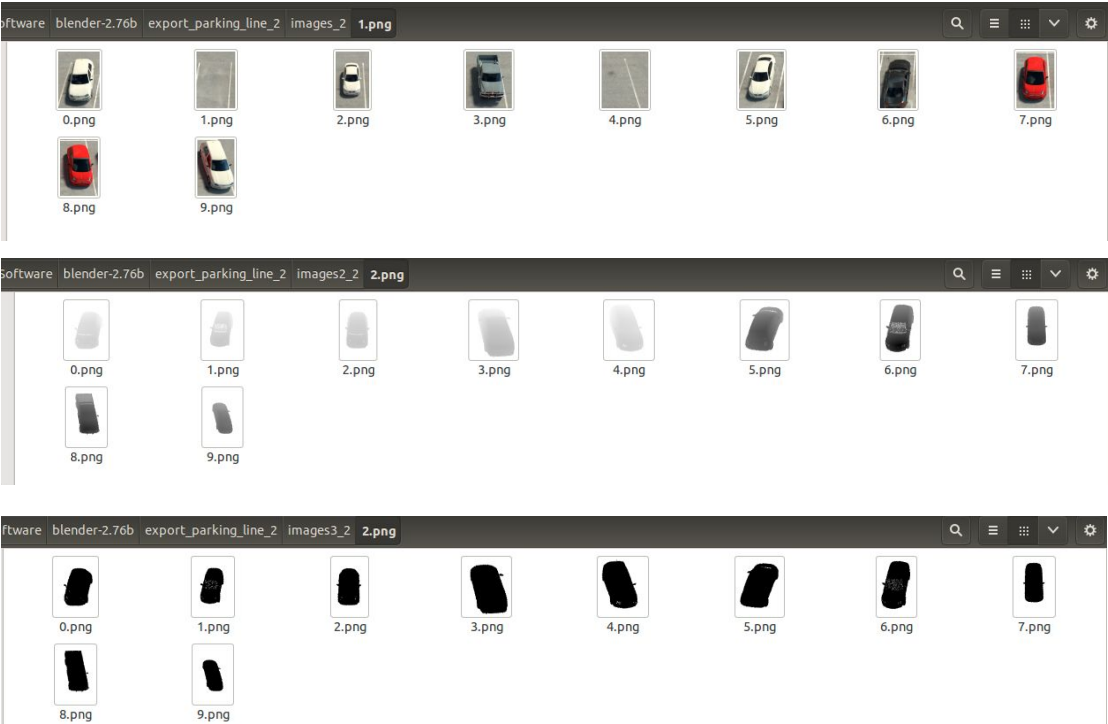 oftware blender-2.76b export_parking_line_2 images_2 1.png
0.png 1.png 2.png 3.png 4.png 5.png 6.png 7.png
8.png 9.png
Software blender-2.76b export_parking_line_2 images2_2 2.png
0.png 1.png 2.png 3.png 4.png 5.png 6.png 7.png
8.png 9.png
ftware blender-2.76b export_parking_line_2 images3_2 2.png
0.png 1.png 2.png 3.png 4.png 5.png 6.png 7.png
8.png 9.png